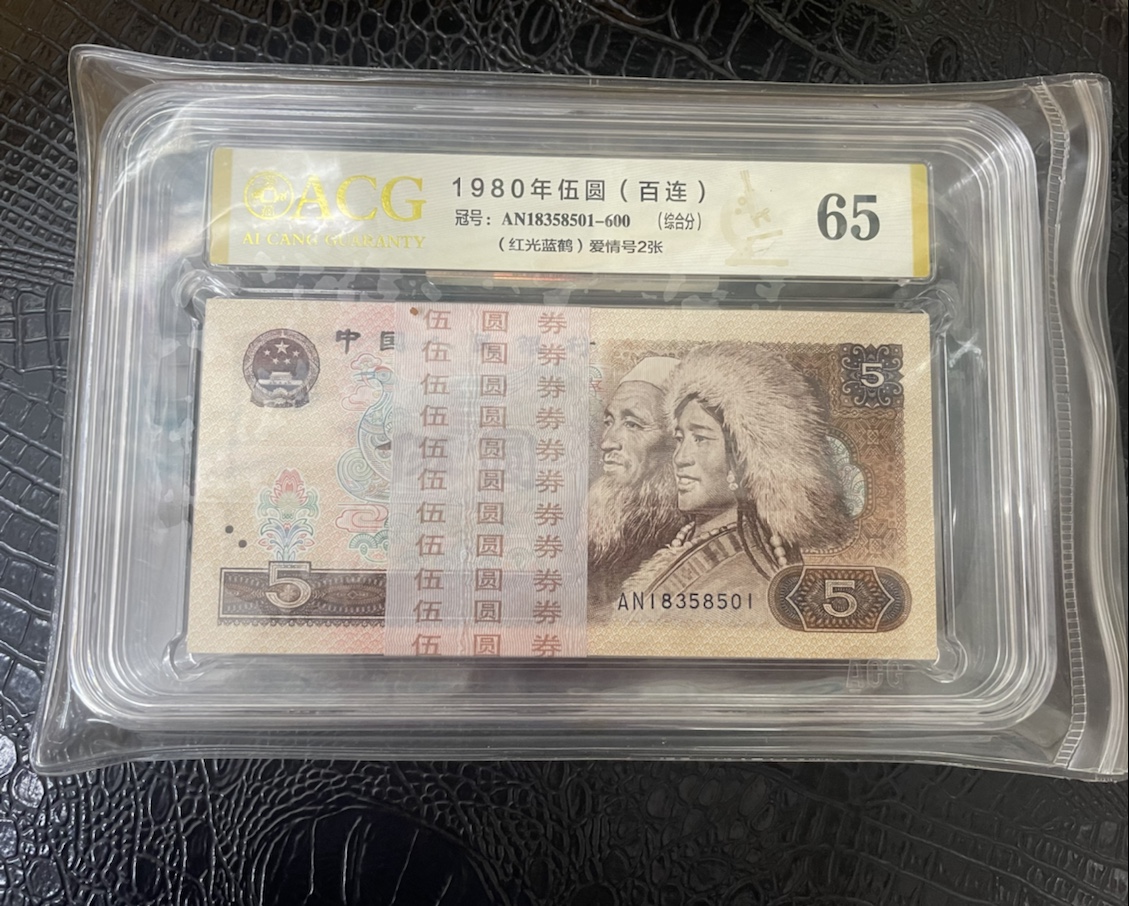 ACG
AI CANG GUARANTY
1980年伍圆（百连）
冠号：AN18358501-600 （综合分）
（红光蓝鹤）爱情号2张
65
中国
伍 圆 券
伍 圆 券
伍 圆 券
伍 圆 券
伍 圆 券
伍 圆 券
伍 圆 券
伍 圆 券
伍 圆 券
伍 圆 券
伍 圆 券
5
5
AN18358501
5
ACG